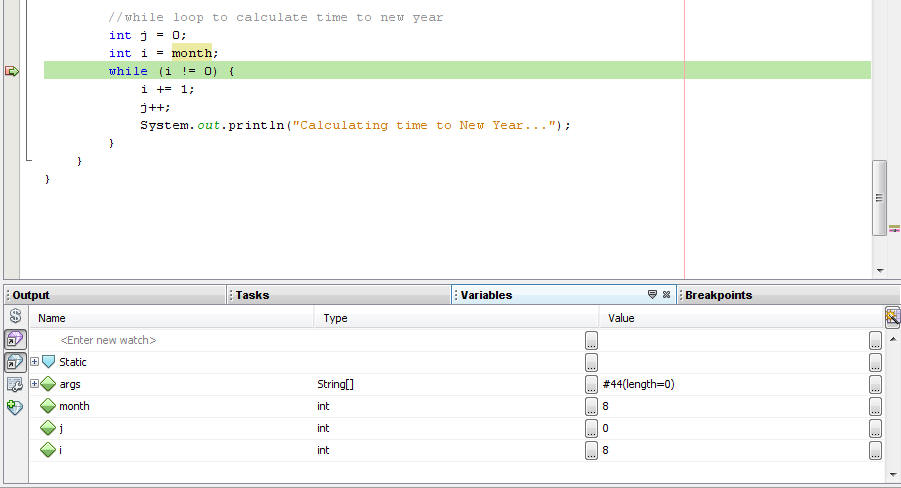 //while loop to calculate time to new year
int j = 0;
int i = month;
while (i != 0) {
i += 1;
j++;
System.out.println("Calculating time to New Year...");
}
}
}
Output Tasks Variables Breakpoints
Name Type Value
<Enter new watch> ...
Static ...
args String[] ... #44(length=0) ...
month int ... 8 ...
j int ... 0 ...
i int ... 8 ...